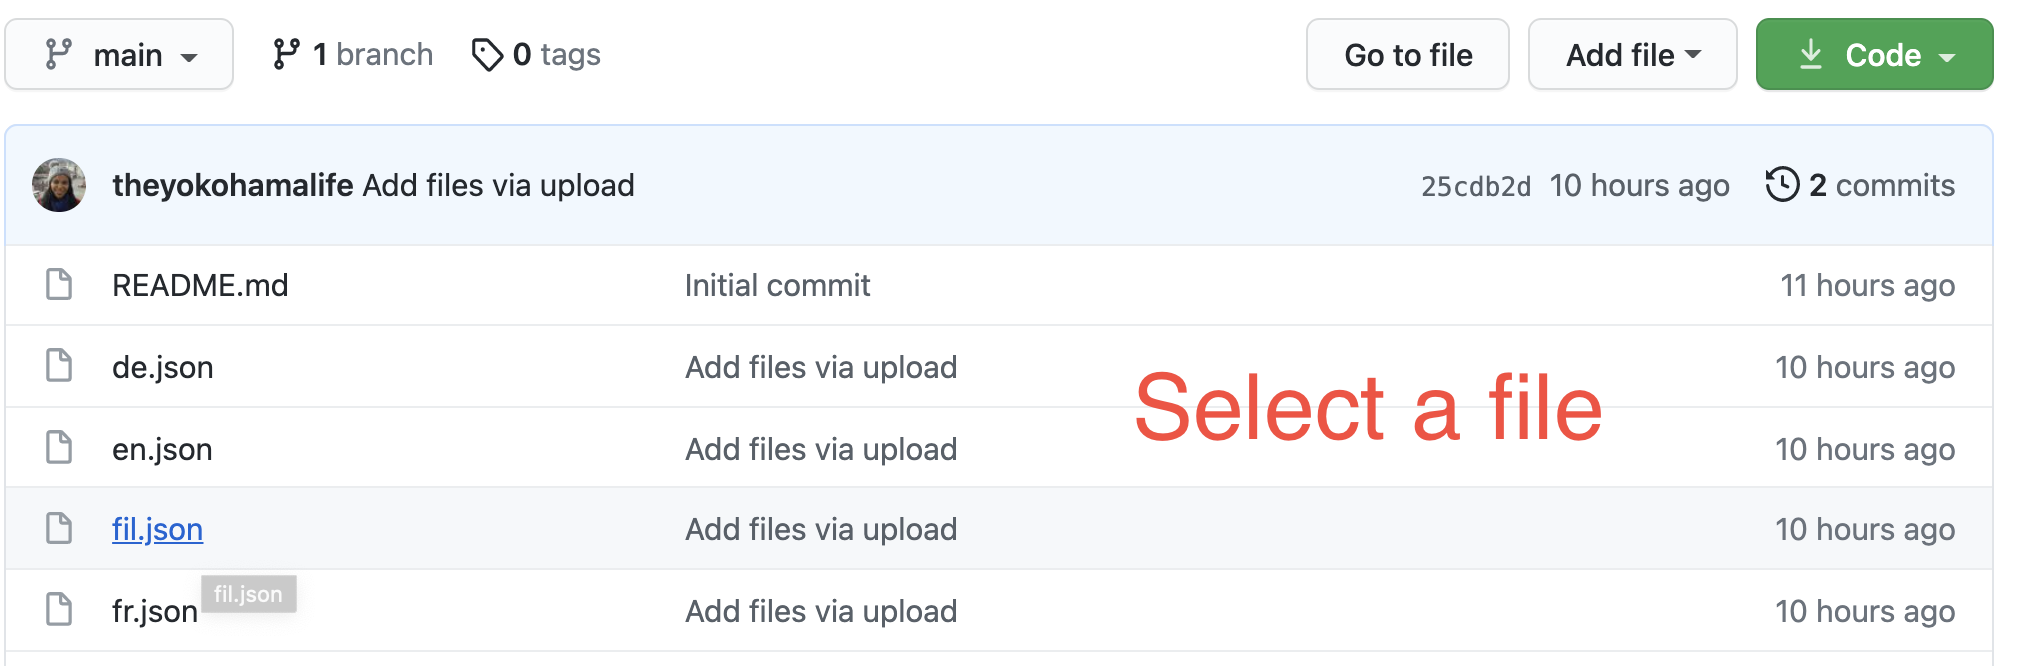 main 1 branch 0 tags Go to file Add file Code
theyokohamalife Add files via upload 25cdb2d 10 hours ago 2 commits
README.md Initial commit 11 hours ago
de.json Add files via upload 10 hours ago
Select a file
en.json Add files via upload 10 hours ago
fil.json Add files via upload 10 hours ago
fil.json
fr.json Add files via upload 10 hours ago